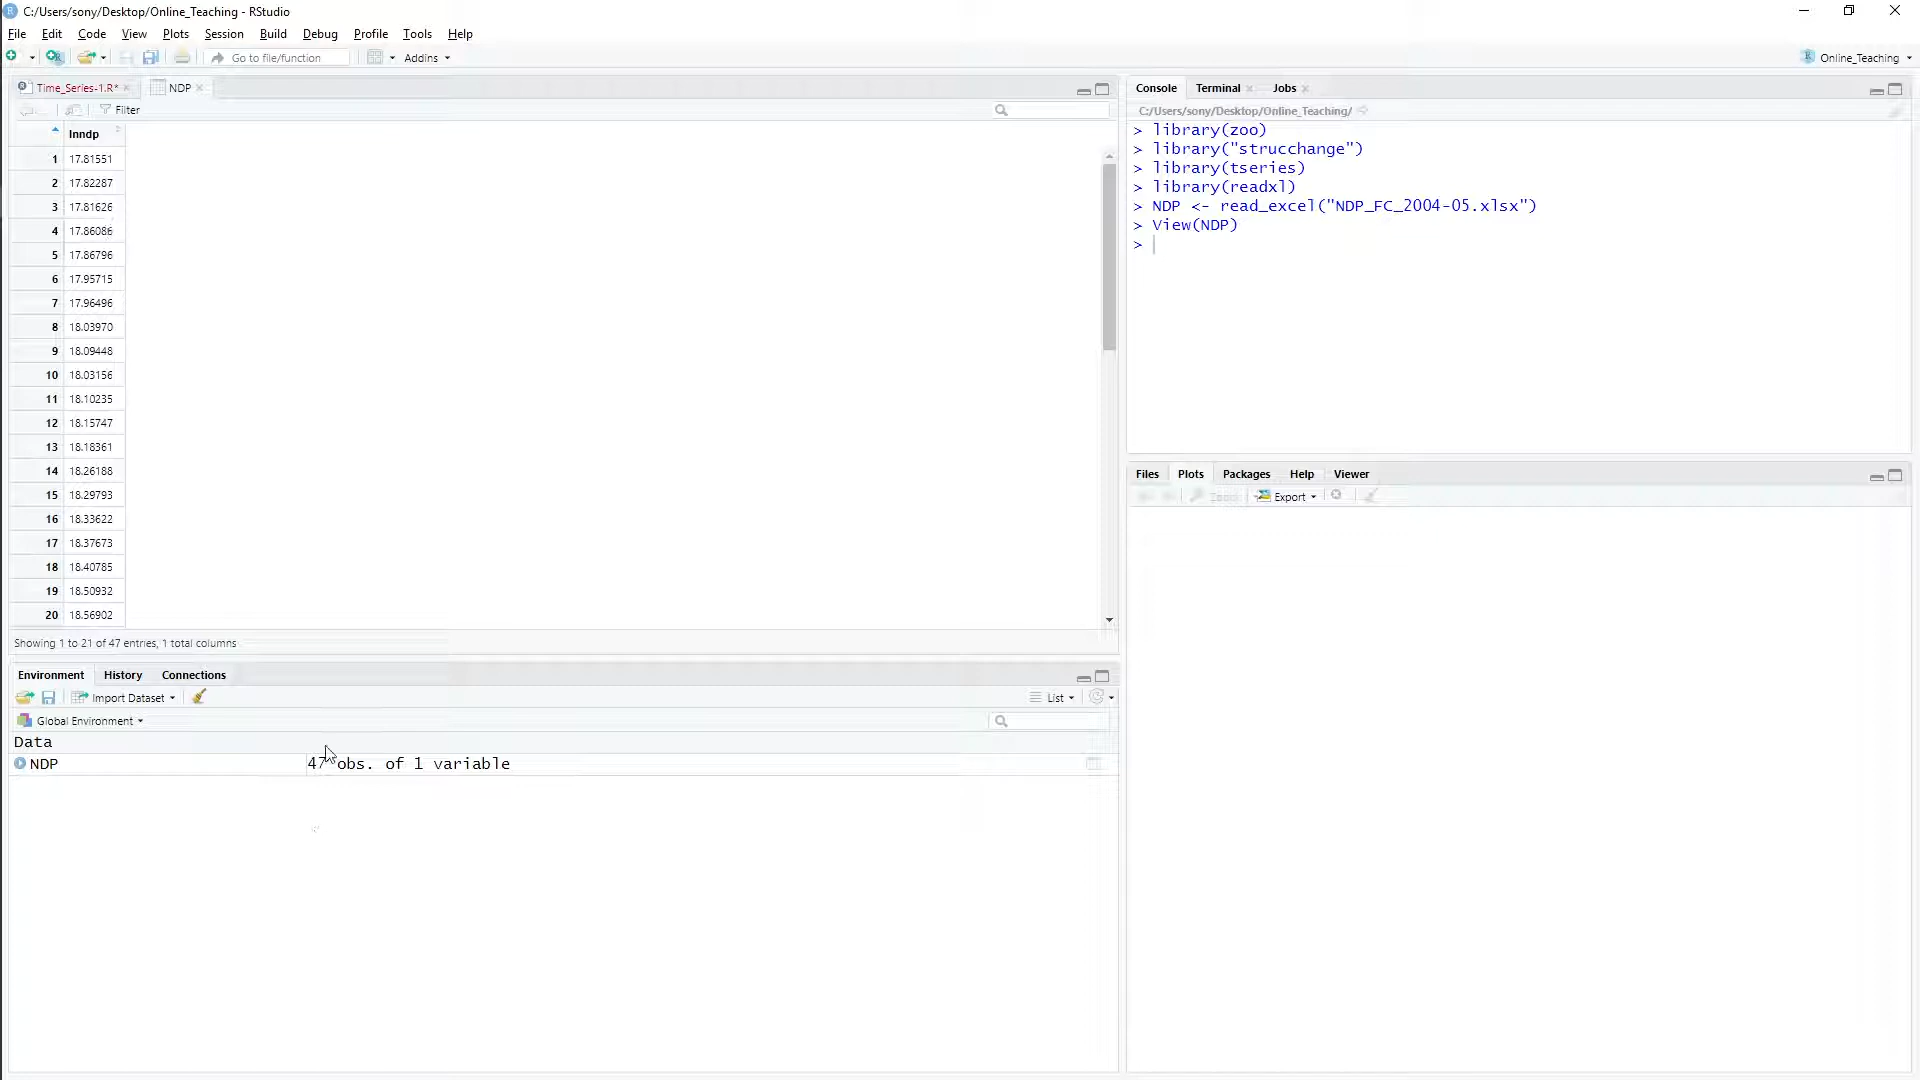 C:/Users/sony/Desktop/Online_Teaching - RStudio
File Edit Code View Plots Session Build Debug Profile Tools Help
Go to file/function Addins Online_Teaching
Time_Series-1.R* NDP
Filter
lnndp
1 17.81551
2 17.82287
3 17.81626
4 17.86086
5 17.86796
6 17.95715
7 17.96496
8 18.03970
9 18.09448
10 18.03156
11 18.10235
12 18.15747
13 18.18361
14 18.26188
15 18.29793
16 18.33622
17 18.37673
18 18.40785
19 18.50932
20 18.56902
Showing 1 to 21 of 47 entries, 1 total columns
Environment History Connections
Import Dataset List
Global Environment
Data
NDP 47 obs. of 1 variable
Console Terminal Jobs
C:/Users/sony/Desktop/Online_Teaching/
> library(zoo)
> library("strucchange")
> library(tseries)
> library(readxl)
> NDP <- read_excel("NDP_FC_2004-05.xlsx")
> View(NDP)
>
Files Plots Packages Help Viewer
Zoom Export